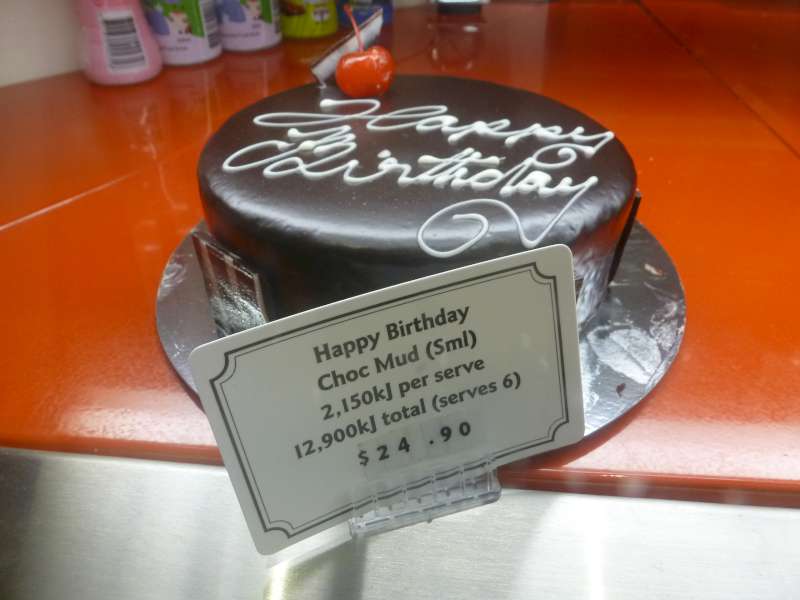 Happy
Birthday
Happy Birthday
Choc Mud (Sml)
2,150kJ per serve
12,900kJ total (serves 6)
$24.90